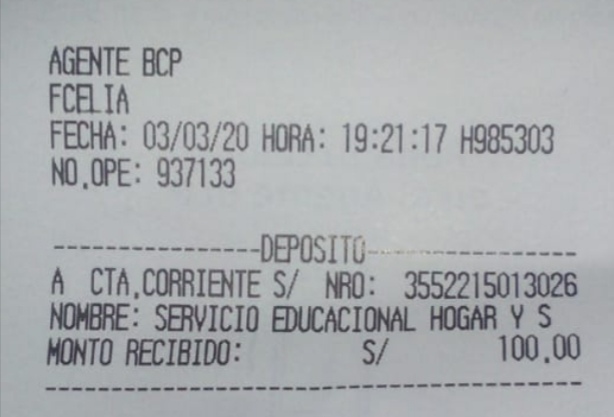 AGENTE BCP
FCELIA
FECHA: 03/03/20 HORA: 19:21:17 H985303
NO.OPE: 937133
----------------DEPOSITO----------------
A CTA.CORRIENTE S/ NRO: 3552215013026
NOMBRE: SERVICIO EDUCACIONAL HOGAR Y S
MONTO RECIBIDO: S/ 100.00
----------------------------------------